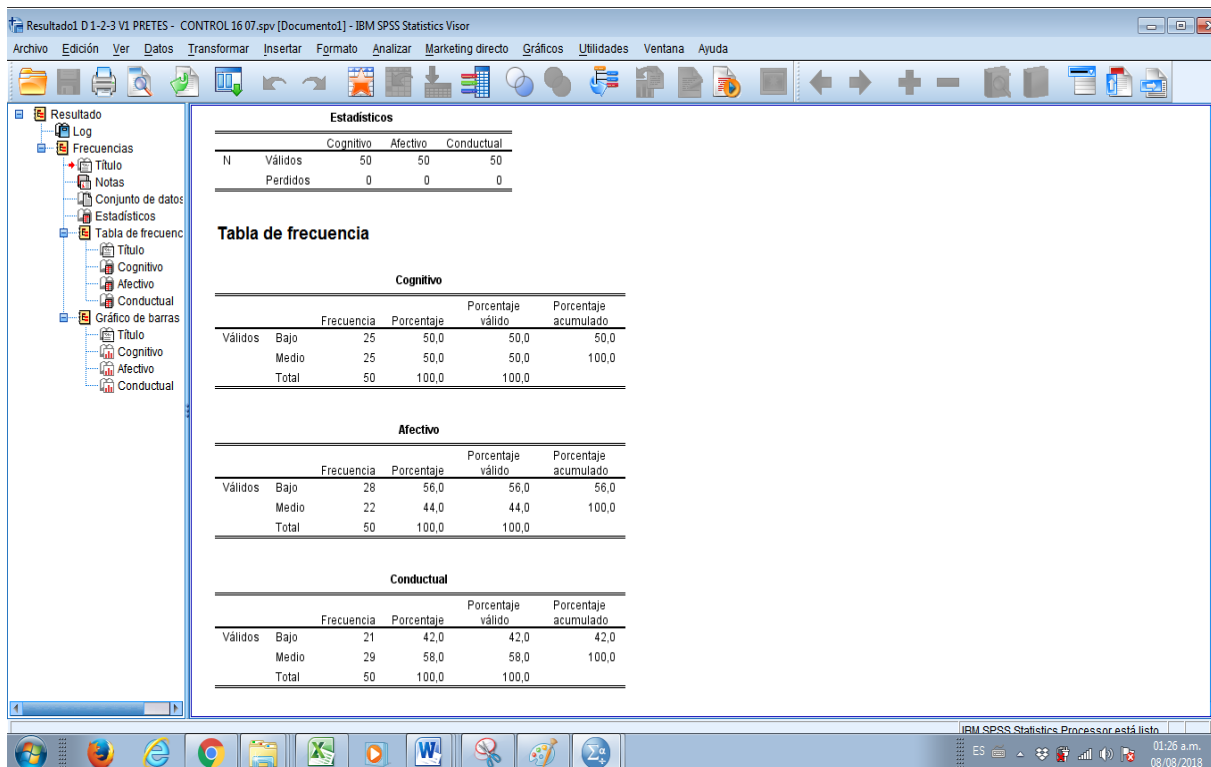 Resultado1 D 1-2-3 V1 PRETES - CONTROL 16 07.spv [Documento1] - IBM SPSS Statistics Visor
Archivo Edición Ver Datos Transformar Insertar Formato Analizar Marketing directo Gráficos Utilidades Ventana Ayuda
Resultado
Log
Frecuencias
Título
Notas
Conjunto de datos
Estadísticos
Tabla de frecuenc
Título
Cognitivo
Afectivo
Conductual
Gráfico de barras
Título
Cognitivo
Afectivo
Conductual
Estadísticos
Cognitivo Afectivo Conductual
N Válidos 50 50 50
Perdidos 0 0 0
Tabla de frecuencia
Cognitivo
Frecuencia Porcentaje Porcentaje válido Porcentaje acumulado
Válidos Bajo 25 50,0 50,0 50,0
Medio 25 50,0 50,0 100,0
Total 50 100,0 100,0
Afectivo
Frecuencia Porcentaje Porcentaje válido Porcentaje acumulado
Válidos Bajo 28 56,0 56,0 56,0
Medio 22 44,0 44,0 100,0
Total 50 100,0 100,0
Conductual
Frecuencia Porcentaje Porcentaje válido Porcentaje acumulado
Válidos Bajo 21 42,0 42,0 42,0
Medio 29 58,0 58,0 100,0
Total 50 100,0 100,0
IBM SPSS Statistics Processor está listo
ES
01:26 a.m.
08/08/2018